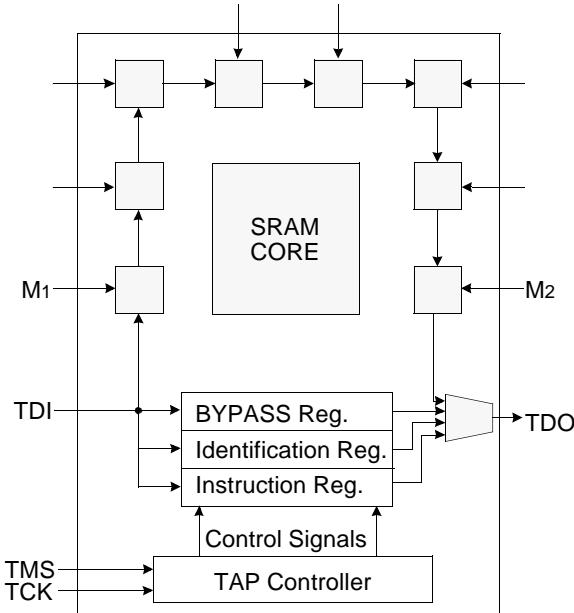 SRAM
CORE
M1
M2
TDI
BYPASS Reg.
TDO
Identification Reg.
Instruction Reg.
Control Signals
TMS
TCK
TAP Controller